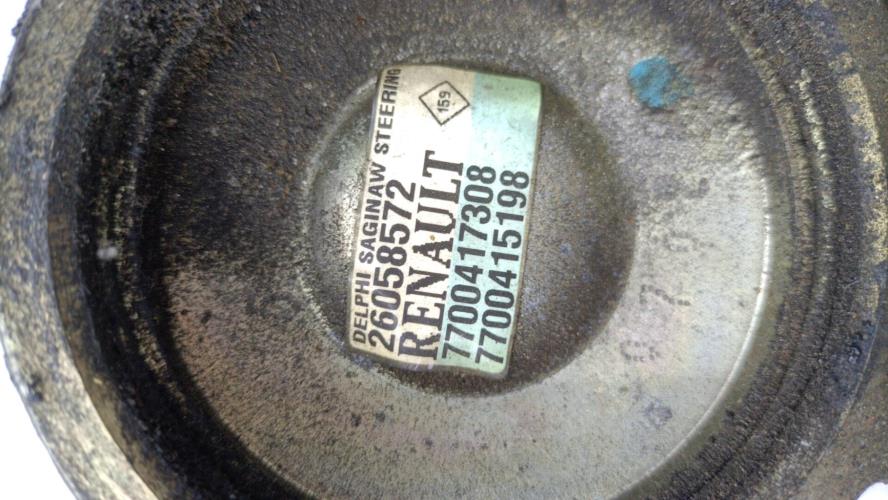 DELPHI SAGINAW STEERING
26058572
159
RENAULT
7700417308
7700415198